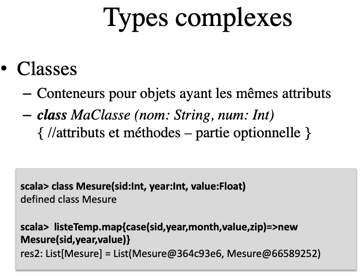 Types complexes
• Classes
– Conteneurs pour objets ayant les mêmes attributs
– class MaClasse (nom: String, num: Int)
{ //attributs et méthodes – partie optionnelle }
scala> class Mesure(sid:Int, year:Int, value:Float)
defined class Mesure
scala> listeTemp.map{case(sid,year,month,value,zip)=>new
Mesure(sid,year,value)}
res2: List[Mesure] = List(Mesure@364c93e6, Mesure@66589252)